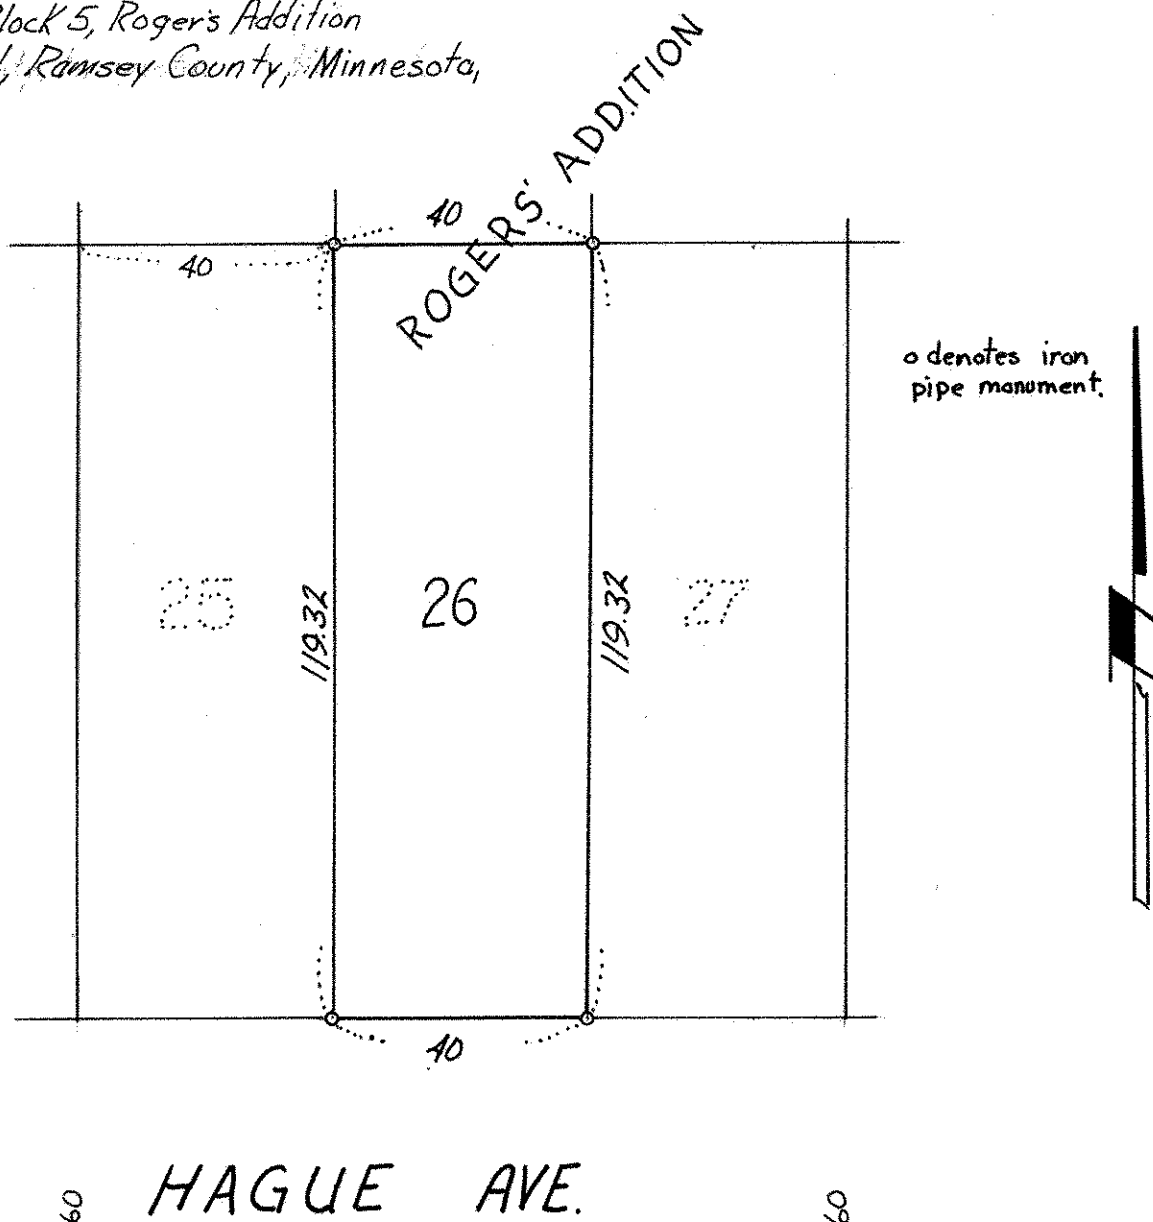 Block 5, Roger's Addition
Ramsey County, Minnesota,
ROGERS' ADDITION
40
40
o denotes iron
pipe monument.
25
119.32
26
119.32
27
40
HAGUE AVE.
60
60